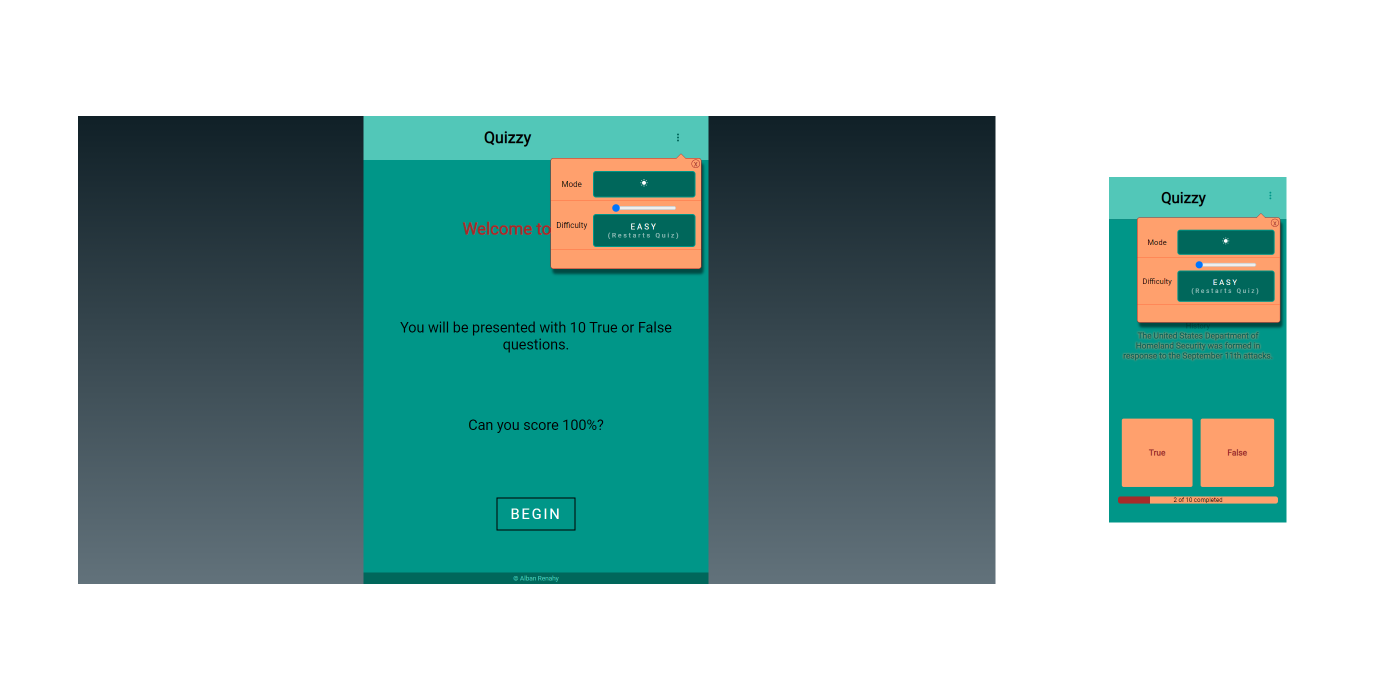 Quizzy
Mode
Welcome to
Difficulty
EASY
(Restarts Quiz)
You will be presented with 10 True or False
questions.
Can you score 100%?
BEGIN
© Alban Renahy
Quizzy
Mode
Difficulty
EASY
(Restarts Quiz)
The United States Department of
Homeland Security was formed in
response to the September 11th attacks.
True
False
2 of 10 completed